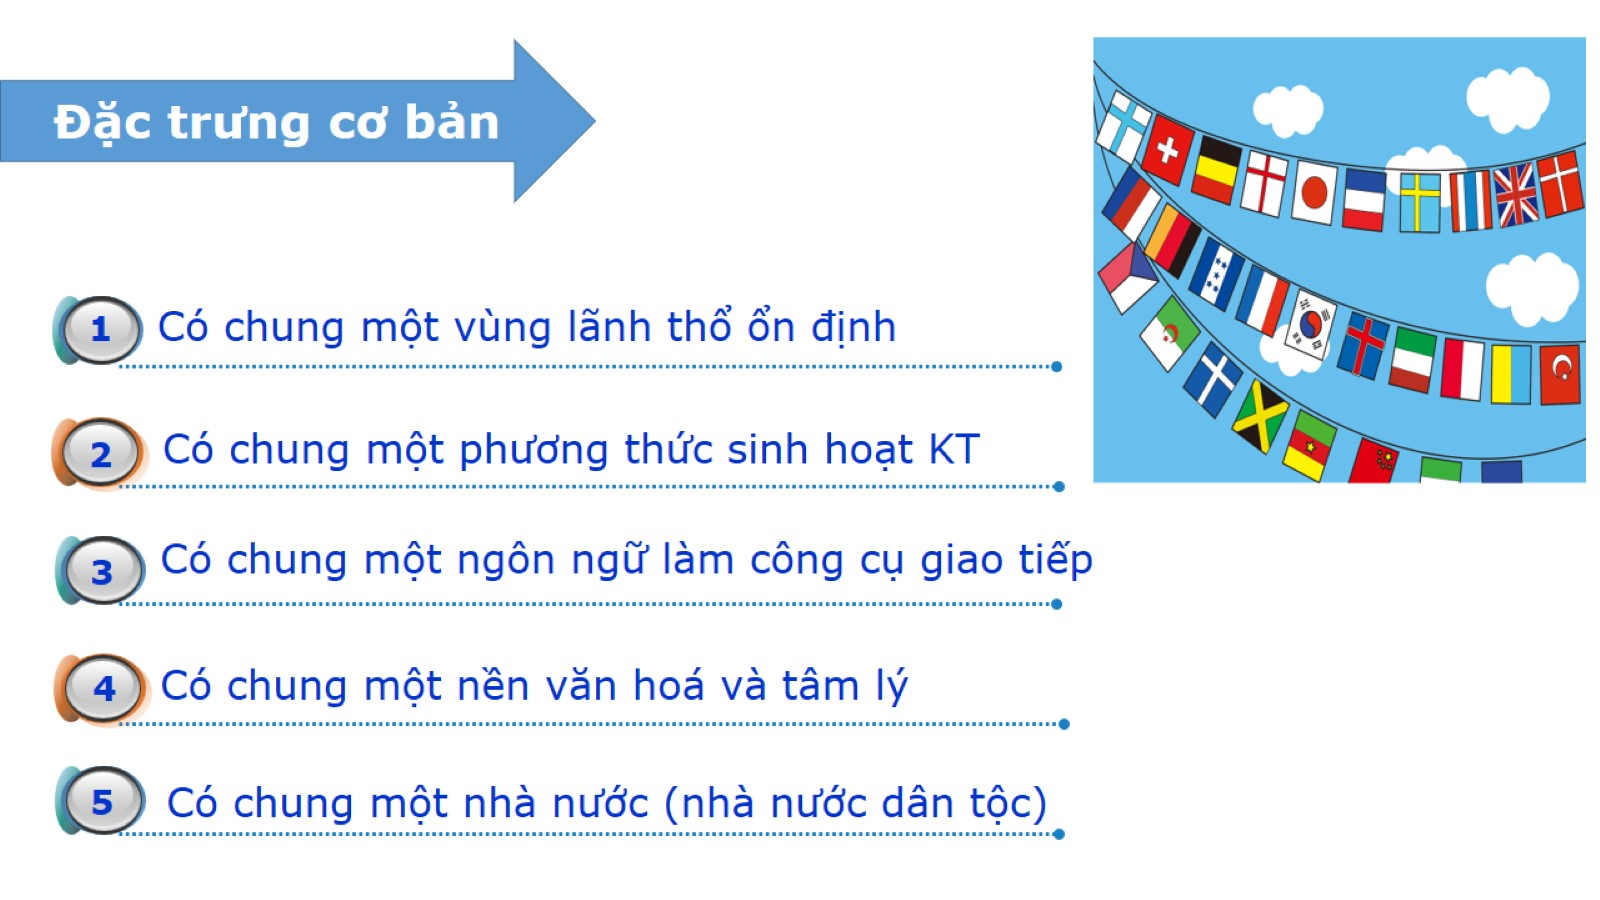 Đặc trưng cơ bản
1 Có chung một vùng lãnh thổ ổn định
2 Có chung một phương thức sinh hoạt KT
3 Có chung một ngôn ngữ làm công cụ giao tiếp
4 Có chung một nền văn hoá và tâm lý
5 Có chung một nhà nước (nhà nước dân tộc)